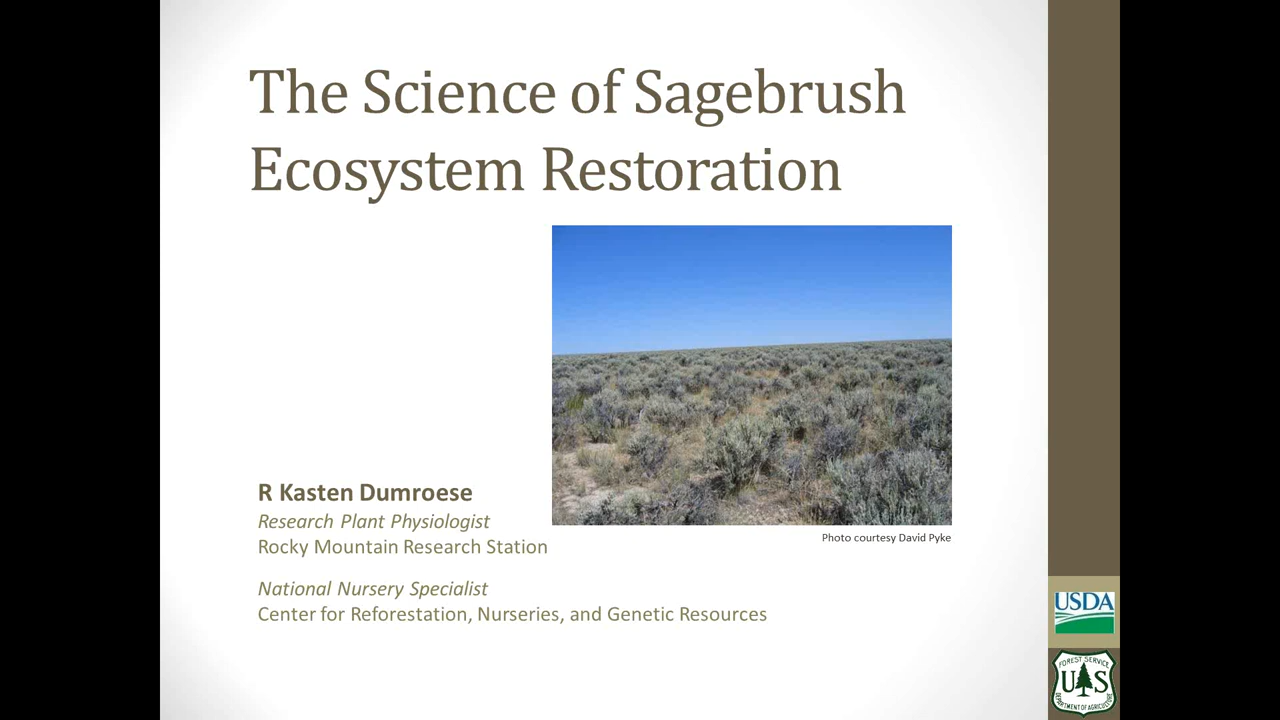 The Science of Sagebrush
Ecosystem Restoration
R Kasten Dumroese
Research Plant Physiologist
Rocky Mountain Research Station
Photo courtesy David Pyke
National Nursery Specialist
Center for Reforestation, Nurseries, and Genetic Resources
USDA
FOREST SERVICE
U S
DEPARTMENT OF AGRICULTURE